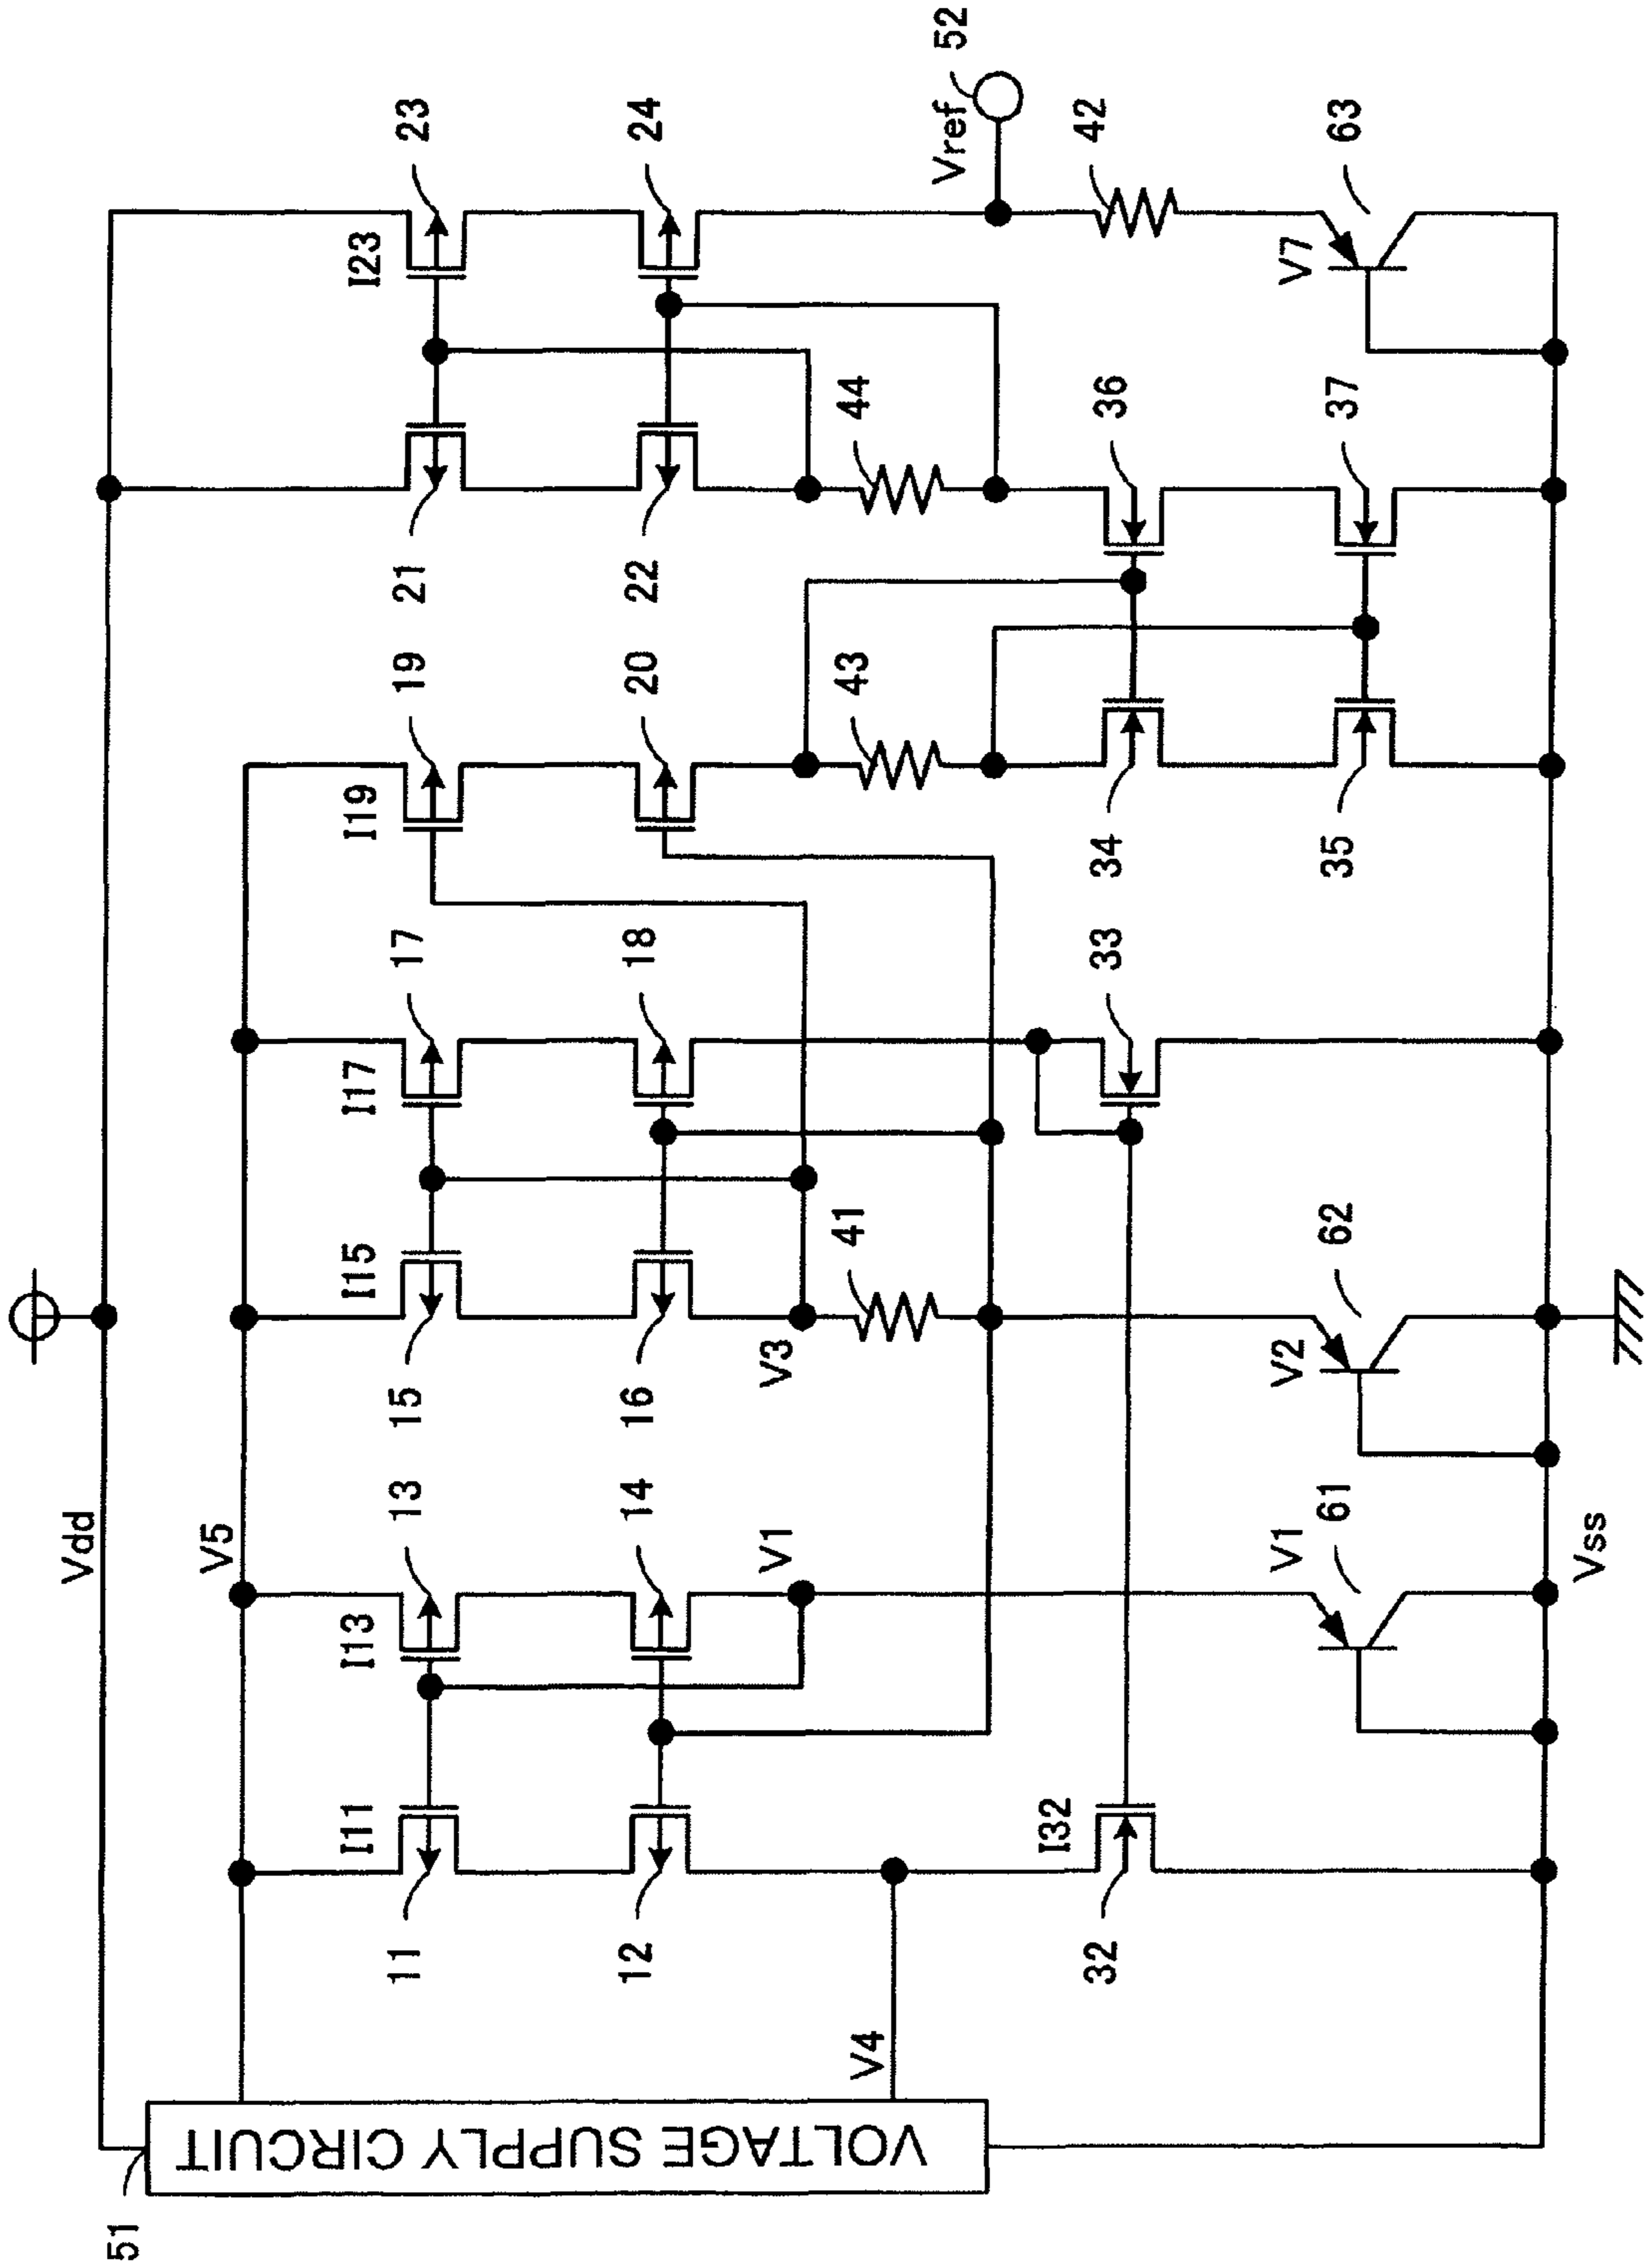 51
VOLTAGE SUPPLY CIRCUIT
Vdd
V5
V4
11
I11
12
32
I32
13
I13
14
V1
V1
61
Vss
15
I15
16
V3
41
V2
62
17
I17
18
33
19
I19
20
43
34
35
21
22
44
36
37
23
I23
24
Vref
52
42
V7
63